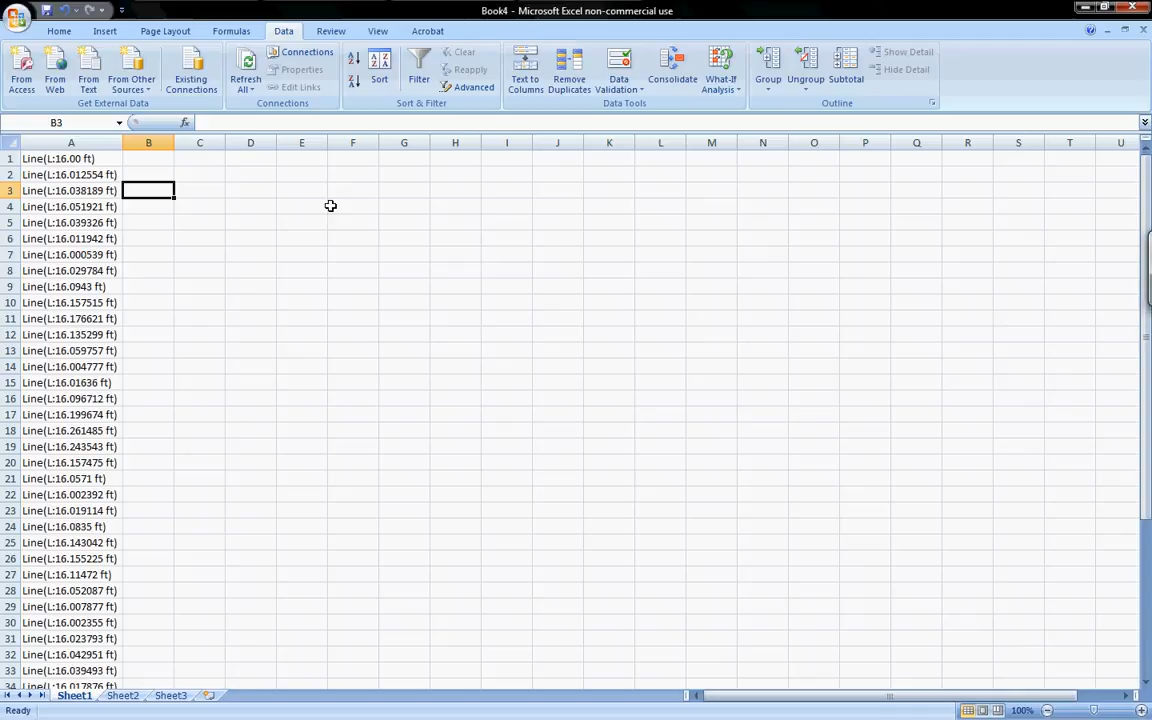 Book4 - Microsoft Excel non-commercial use
Home Insert Page Layout Formulas Data Review View Acrobat
From Access
From Web
From Text
From Other Sources
Existing Connections
Get External Data
Refresh All
Connections
Properties
Edit Links
Connections
Sort
Filter
Clear
Reapply
Advanced
Sort & Filter
Text to Columns
Remove Duplicates
Data Validation
Consolidate
What-If Analysis
Data Tools
Group
Ungroup
Subtotal
Show Detail
Hide Detail
Outline
B3 fx
A B C D E F G H I J K L M N O P Q R S T U
1 Line(L:16.00 ft)
2 Line(L:16.012554 ft)
3 Line(L:16.038189 ft)
4 Line(L:16.051921 ft)
5 Line(L:16.039326 ft)
6 Line(L:16.011942 ft)
7 Line(L:16.000539 ft)
8 Line(L:16.029784 ft)
9 Line(L:16.0943 ft)
10 Line(L:16.157515 ft)
11 Line(L:16.176621 ft)
12 Line(L:16.135299 ft)
13 Line(L:16.059757 ft)
14 Line(L:16.004777 ft)
15 Line(L:16.01636 ft)
16 Line(L:16.096712 ft)
17 Line(L:16.199674 ft)
18 Line(L:16.261485 ft)
19 Line(L:16.243543 ft)
20 Line(L:16.157475 ft)
21 Line(L:16.0571 ft)
22 Line(L:16.002392 ft)
23 Line(L:16.019114 ft)
24 Line(L:16.0835 ft)
25 Line(L:16.143042 ft)
26 Line(L:16.155225 ft)
27 Line(L:16.11472 ft)
28 Line(L:16.052087 ft)
29 Line(L:16.007877 ft)
30 Line(L:16.002355 ft)
31 Line(L:16.023793 ft)
32 Line(L:16.042951 ft)
33 Line(L:16.039493 ft)
34 Line(L:16.017876 ft)
Sheet1 Sheet2 Sheet3
Ready 100%